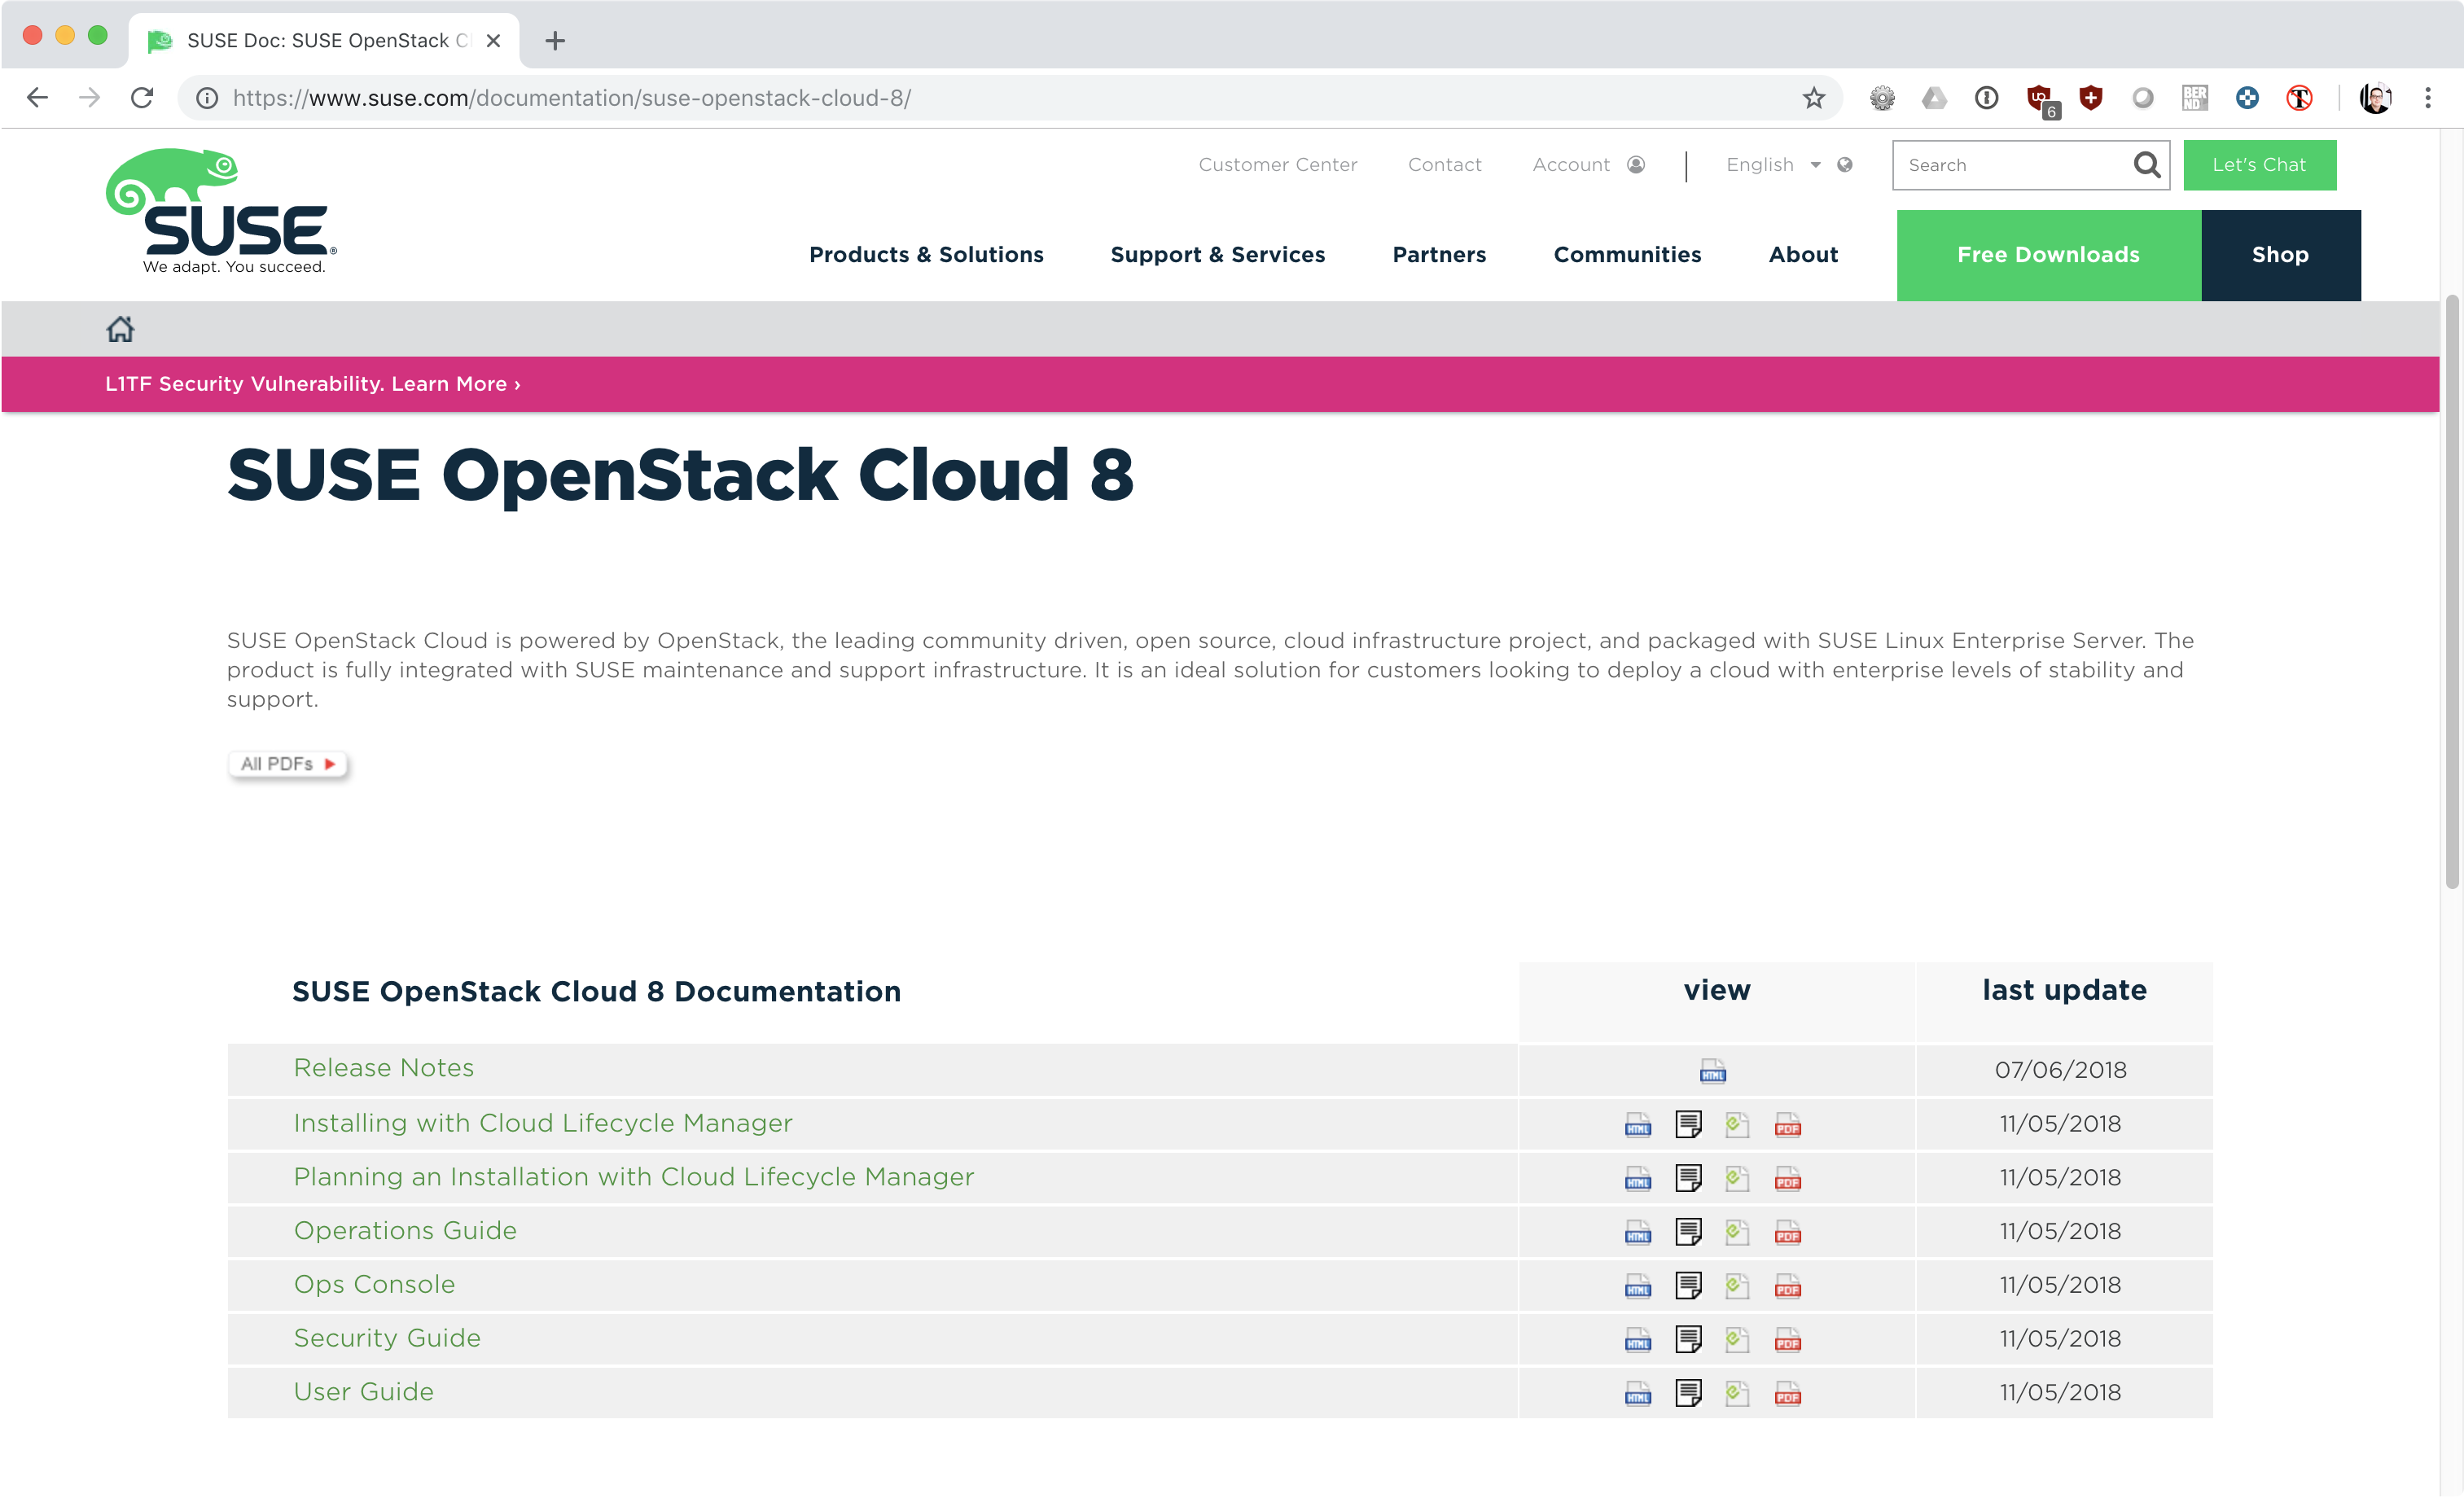 SUSE Doc: SUSE OpenStack C
https://www.suse.com/documentation/suse-openstack-cloud-8/
UD
6
BER
ND
T
SUSE®
We adapt. You succeed.
Customer Center
Contact
Account
English
Search
Let's Chat
Products & Solutions
Support & Services
Partners
Communities
About
Free Downloads
Shop
L1TF Security Vulnerability. Learn More ›
SUSE OpenStack Cloud 8
SUSE OpenStack Cloud is powered by OpenStack, the leading community driven, open source, cloud infrastructure project, and packaged with SUSE Linux Enterprise Server. The
product is fully integrated with SUSE maintenance and support infrastructure. It is an ideal solution for customers looking to deploy a cloud with enterprise levels of stability and
support.
All PDFs
SUSE OpenStack Cloud 8 Documentation view last update
Release Notes HTML 07/06/2018
Installing with Cloud Lifecycle Manager HTML e PDF 11/05/2018
Planning an Installation with Cloud Lifecycle Manager HTML e PDF 11/05/2018
Operations Guide HTML e PDF 11/05/2018
Ops Console HTML e PDF 11/05/2018
Security Guide HTML e PDF 11/05/2018
User Guide HTML e PDF 11/05/2018